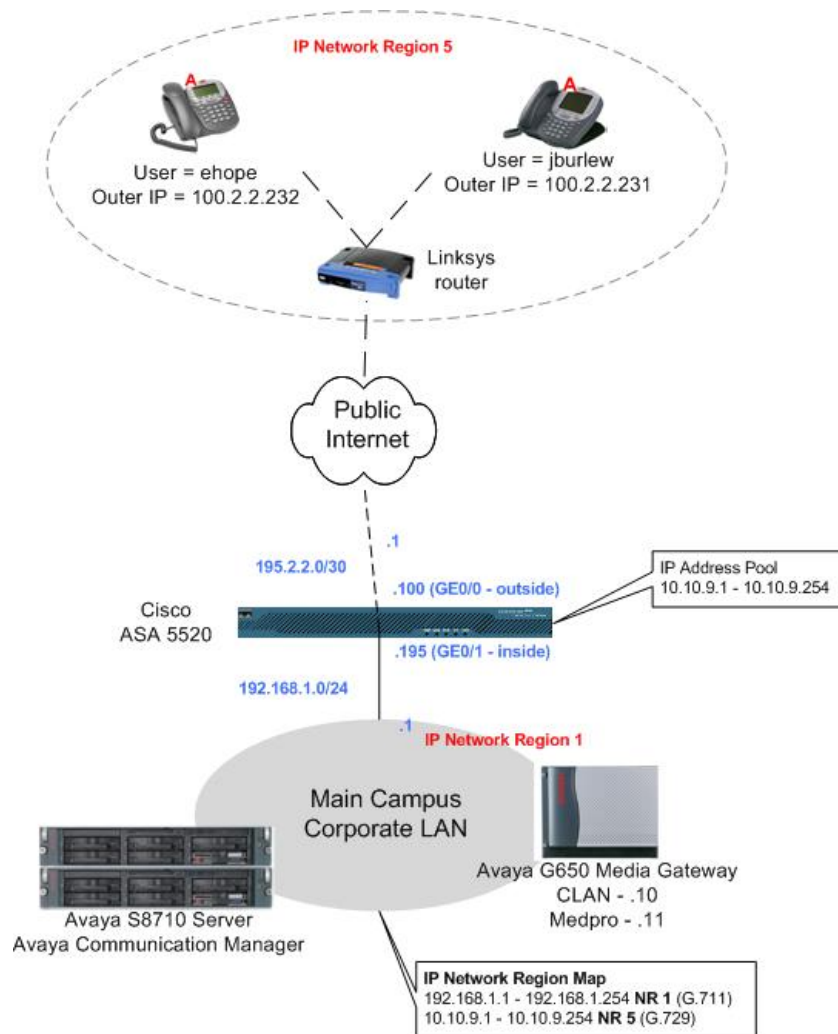 IP Network Region 5
A
A
User = ehope
Outer IP = 100.2.2.232
User = jburlew
Outer IP = 100.2.2.231
Linksys
router
Public
Internet
.1
195.2.2.0/30
.100 (GE0/0 - outside)
IP Address Pool
10.10.9.1 - 10.10.9.254
Cisco
ASA 5520
.195 (GE0/1 - inside)
192.168.1.0/24
.1
IP Network Region 1
Main Campus
Corporate LAN
Avaya G650 Media Gateway
CLAN - .10
Medpro - .11
Avaya S8710 Server
Avaya Communication Manager
IP Network Region Map
192.168.1.1 - 192.168.1.254 NR 1 (G.711)
10.10.9.1 - 10.10.9.254 NR 5 (G.729)